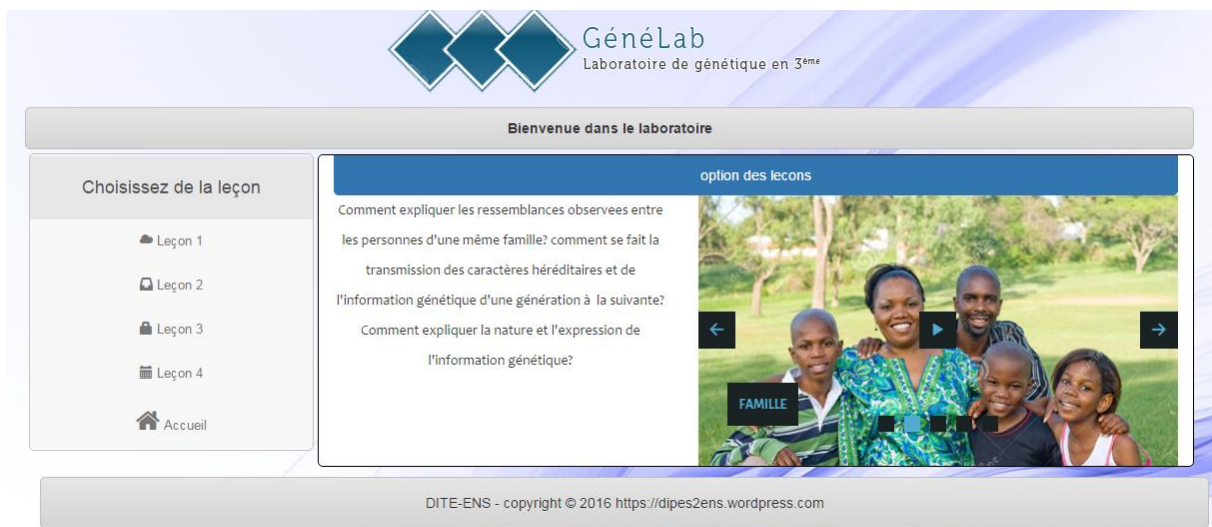 GénéLab
Laboratoire de génétique en 3ème
Bienvenue dans le laboratoire
Choisissez de la leçon
Leçon 1
Leçon 2
Leçon 3
Leçon 4
Accueil
option des lecons
Comment expliquer les ressemblances observees entre
les personnes d'une même famille? comment se fait la
transmission des caractères héréditaires et de
l'information génétique d'une génération à la suivante?
Comment expliquer la nature et l'expression de
l'information génétique?
FAMILLE
DITE-ENS - copyright © 2016 https://dipes2ens.wordpress.com